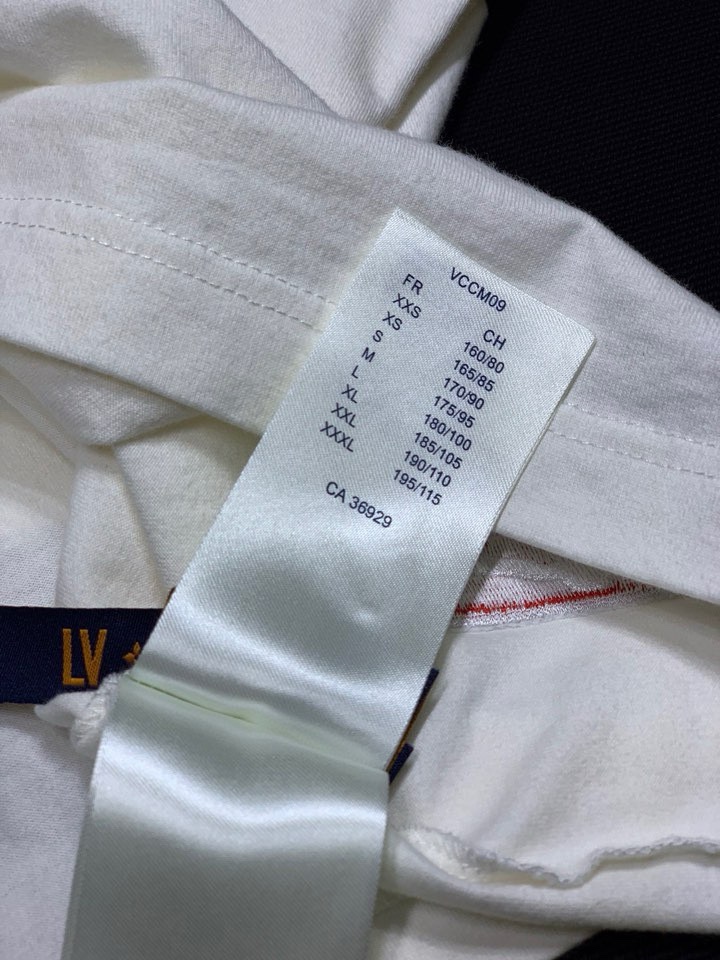 VCCM09
FR CH
XXS 160/80
XS 165/85
S 170/90
M 175/95
L 180/100
XL 185/105
XXL 190/110
XXXL 195/115
CA 36929
LV